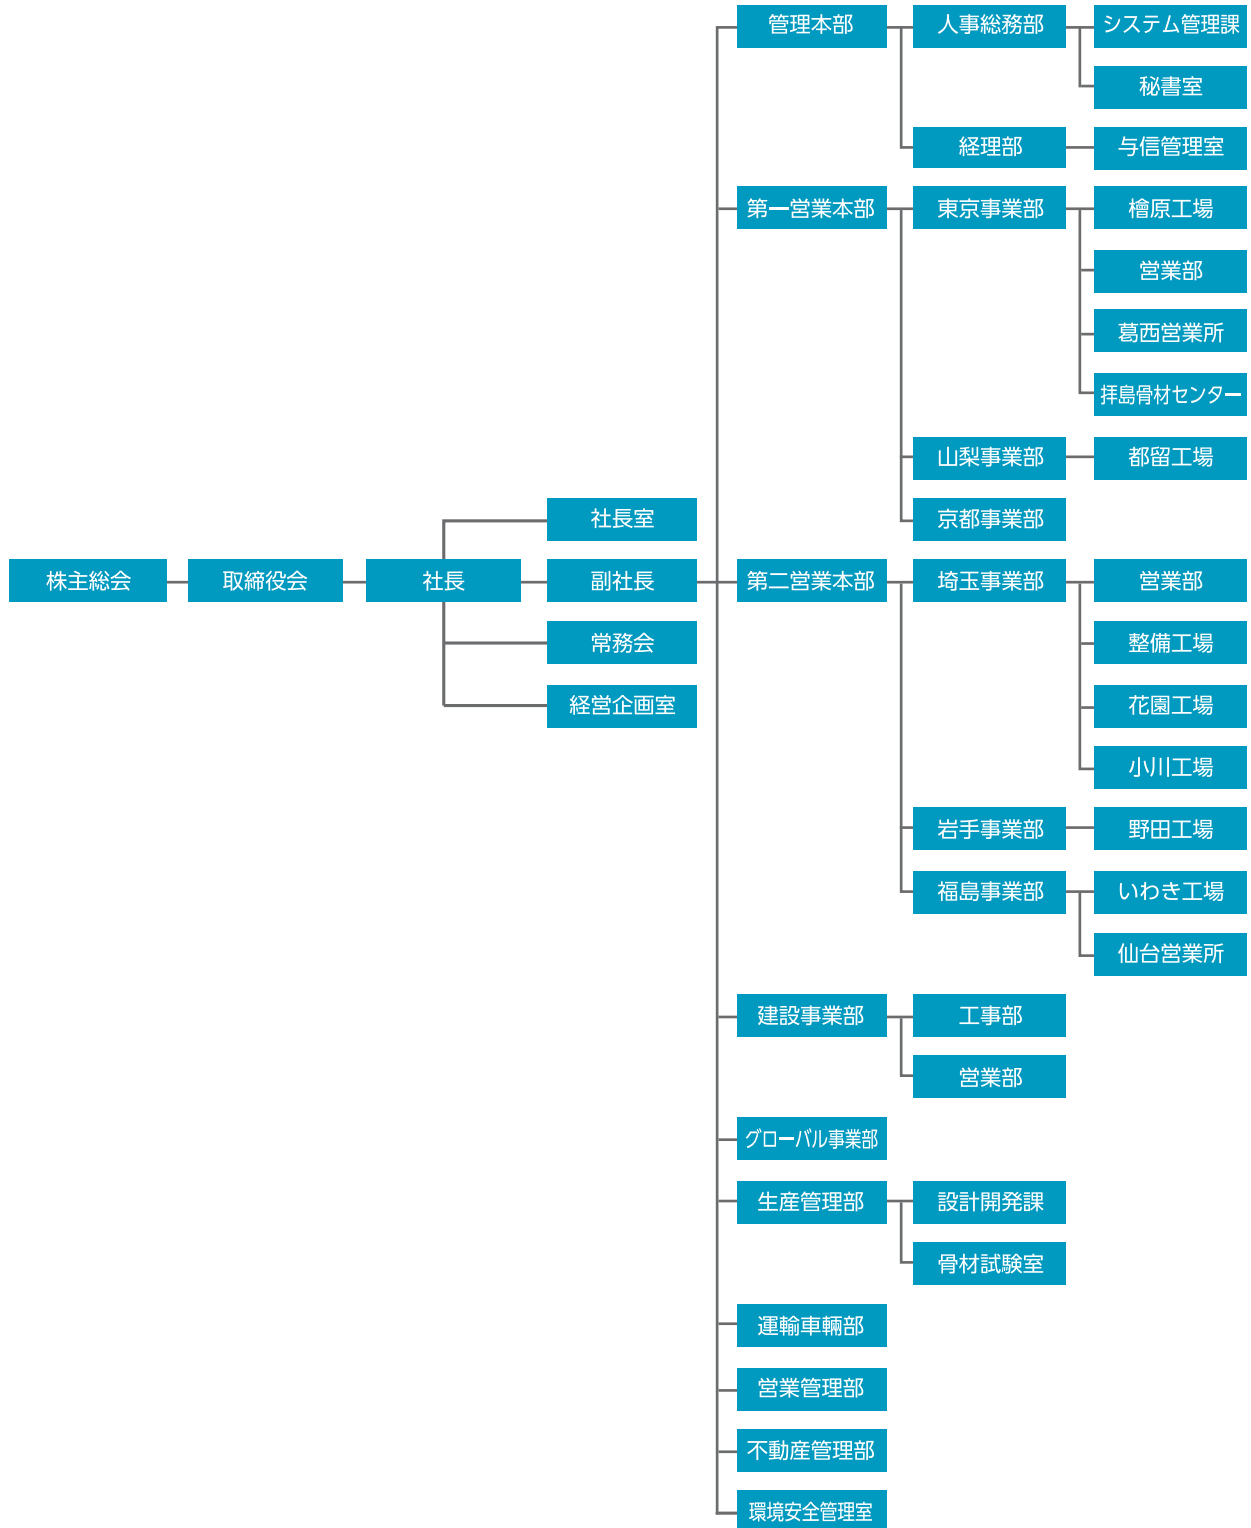 管理本部
人事総務部
システム管理課
秘書室
経理部
与信管理室
第一営業本部
東京事業部
檜原工場
営業部
葛西営業所
拝島骨材センター
山梨事業部
都留工場
京都事業部
株主総会
取締役会
社長
社長室
副社長
常務会
経営企画室
第二営業本部
埼玉事業部
営業部
整備工場
花園工場
小川工場
岩手事業部
野田工場
福島事業部
いわき工場
仙台営業所
建設事業部
工事部
営業部
グローバル事業部
生産管理部
設計開発課
骨材試験室
運輸車輛部
営業管理部
不動産管理部
環境安全管理室